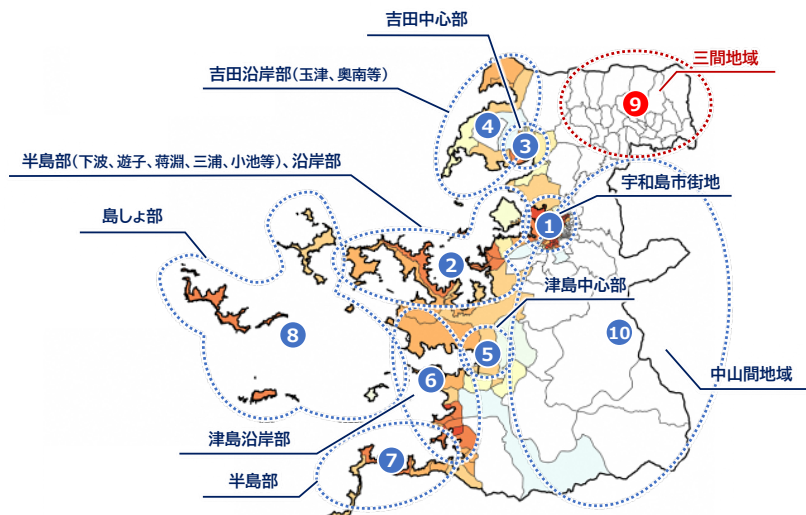 吉田中心部
吉田沿岸部(玉津、奥南等)
三間地域
9
4
3
半島部(下波、遊子、蒋淵、三浦、小池等)、沿岸部
宇和島市街地
島しょ部
1
2
津島中心部
8
10
5
6
中山間地域
津島沿岸部
7
半島部